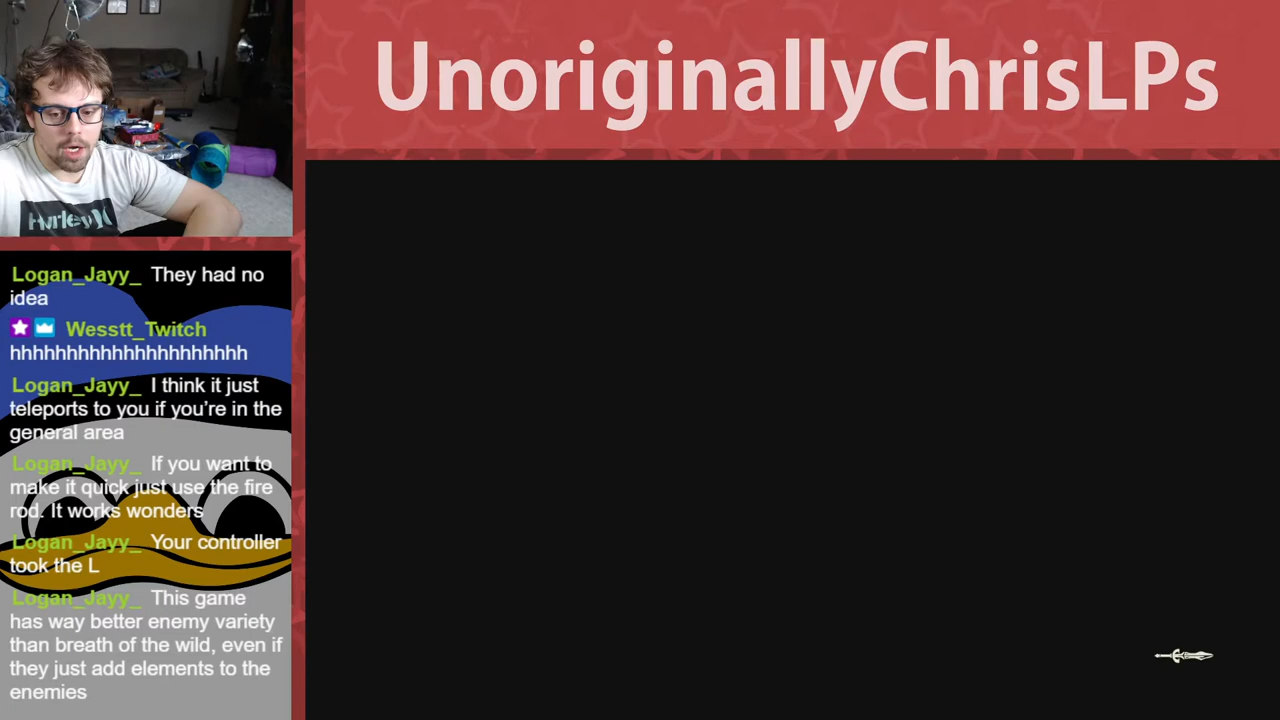 UnoriginallyChrisLPs
Hurley
Logan_Jayy_ They had no
idea
Wesstt_Twitch
hhhhhhhhhhhhhhhhhhhhh
Logan_Jayy_ I think it just
teleports to you if you’re in the
general area
Logan_Jayy_ If you want to
make it quick just use the fire
rod. It works wonders
Logan_Jayy_ Your controller
took the L
Logan_Jayy_ This game
has way better enemy variety
than breath of the wild, even if
they just add elements to the
enemies